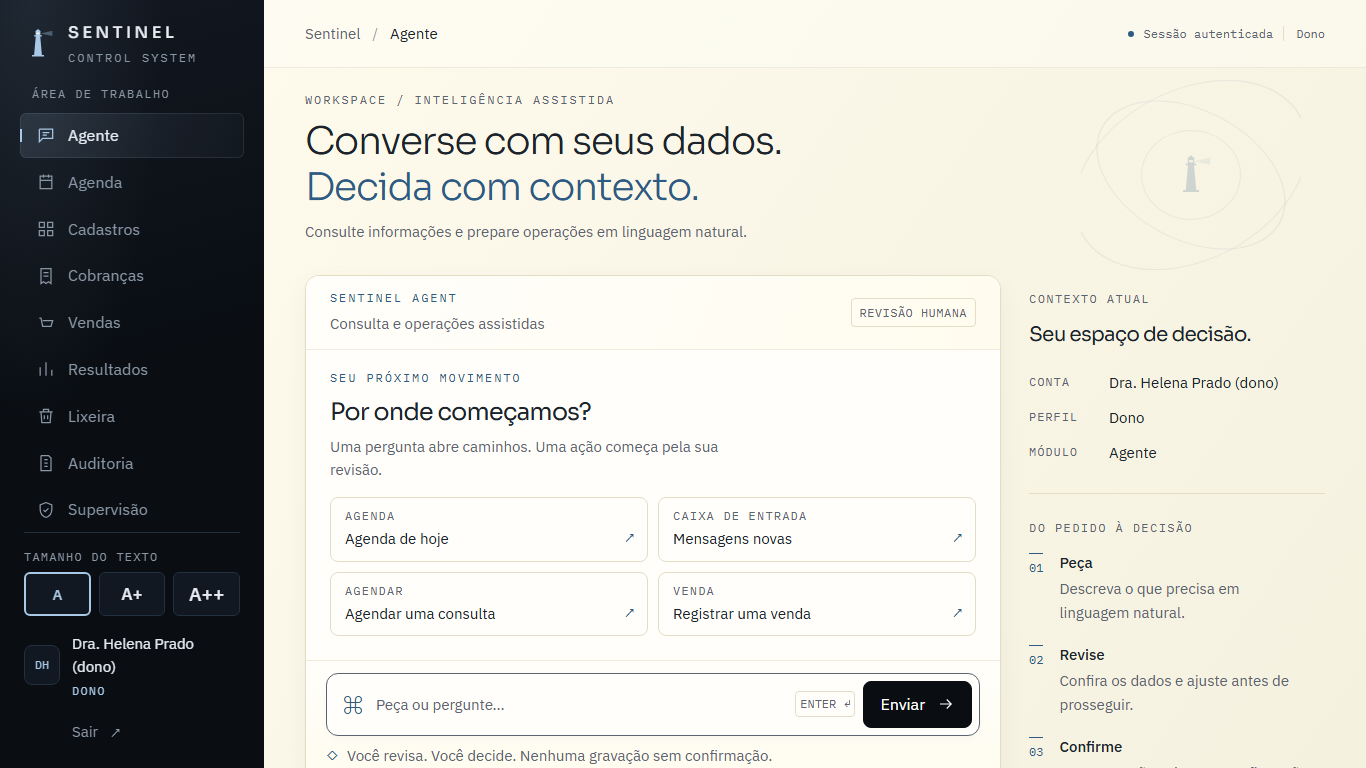 SENTINEL
CONTROL SYSTEM
ÁREA DE TRABALHO
Agente
Agenda
Cadastros
Cobranças
Vendas
Resultados
Lixeira
Auditoria
Supervisão
TAMANHO DO TEXTO
A A+ A++
DH
Dra. Helena Prado
(dono)
DONO
Sair ↗
Sentinel / Agente
Sessão autenticada
Dono
WORKSPACE / INTELIGÊNCIA ASSISTIDA
Converse com seus dados.
Decida com contexto.
Consulte informações e prepare operações em linguagem natural.
SENTINEL AGENT
Consulta e operações assistidas
REVISÃO HUMANA
SEU PRÓXIMO MOVIMENTO
Por onde começamos?
Uma pergunta abre caminhos. Uma ação começa pela sua
revisão.
AGENDA
Agenda de hoje ↗
CAIXA DE ENTRADA
Mensagens novas ↗
AGENDAR
Agendar uma consulta ↗
VENDA
Registrar uma venda ↗
⌘ Peça ou pergunte...
ENTER ↲
Enviar →
◇ Você revisa. Você decide. Nenhuma gravação sem confirmação.
CONTEXTO ATUAL
Seu espaço de decisão.
CONTA Dra. Helena Prado (dono)
PERFIL Dono
MÓDULO Agente
DO PEDIDO À DECISÃO
01 Peça
Descreva o que precisa em
linguagem natural.
02 Revise
Confira os dados e ajuste antes de
prosseguir.
03 Confirme